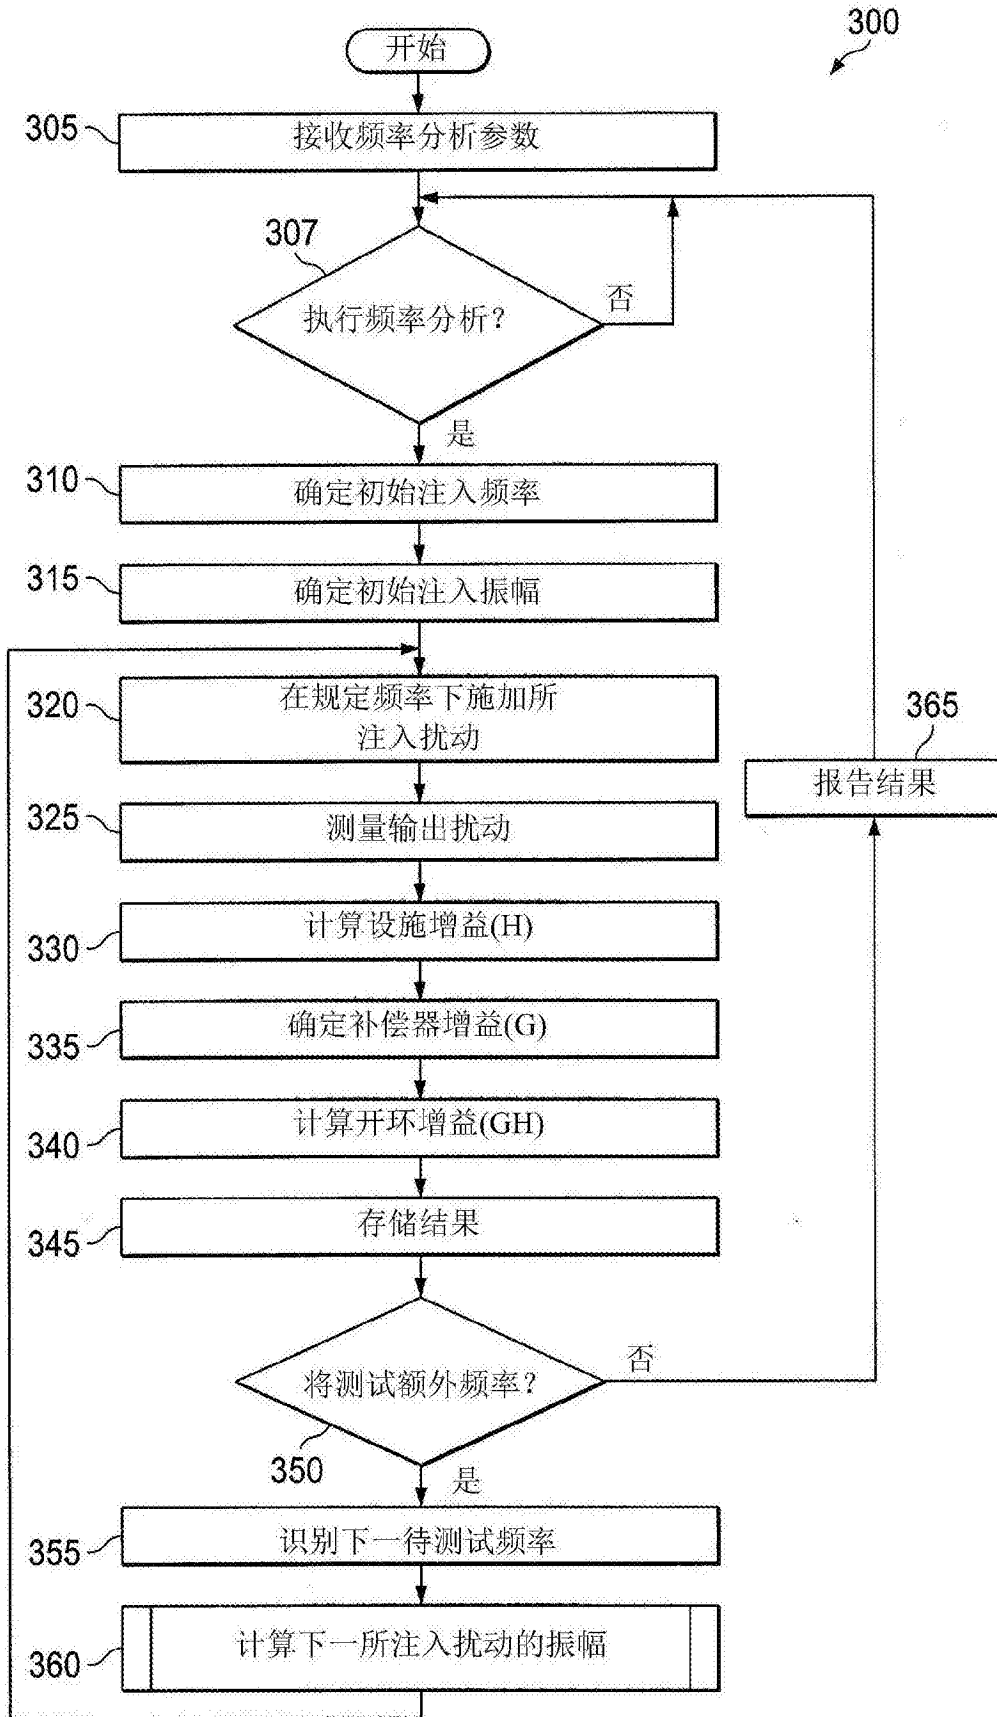 300
开始
305
接收频率分析参数
307
执行频率分析？
否
是
310
确定初始注入频率
315
确定初始注入振幅
320
在规定频率下施加所
注入扰动
365
报告结果
325
测量输出扰动
330
计算设施增益(H)
335
确定补偿器增益(G)
340
计算开环增益(GH)
345
存储结果
将测试额外频率？
否
350
是
355
识别下一待测试频率
360
计算下一所注入扰动的振幅